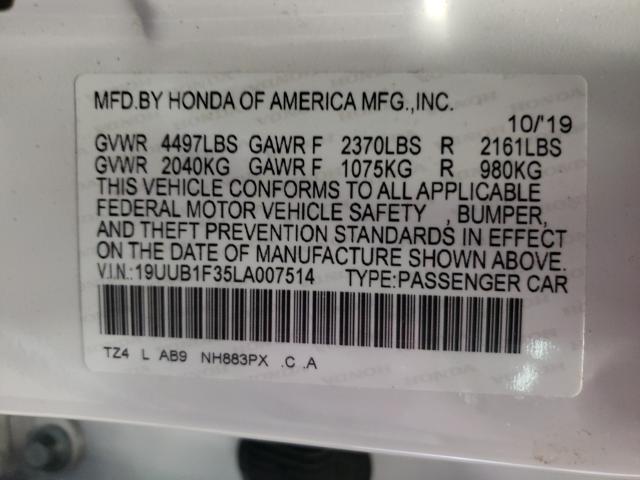 MFD.BY HONDA OF AMERICA MFG.,INC.
10/'19
GVWR 4497LBS GAWR F 2370LBS R 2161LBS
GVWR 2040KG GAWR F 1075KG R 980KG
THIS VEHICLE CONFORMS TO ALL APPLICABLE
FEDERAL MOTOR VEHICLE SAFETY , BUMPER,
AND THEFT PREVENTION STANDARDS IN EFFECT
ON THE DATE OF MANUFACTURE SHOWN ABOVE.
V.I.N.:19UUB1F35LA007514 TYPE:PASSENGER CAR
TZ4 L AB9 NH883PX .C .A